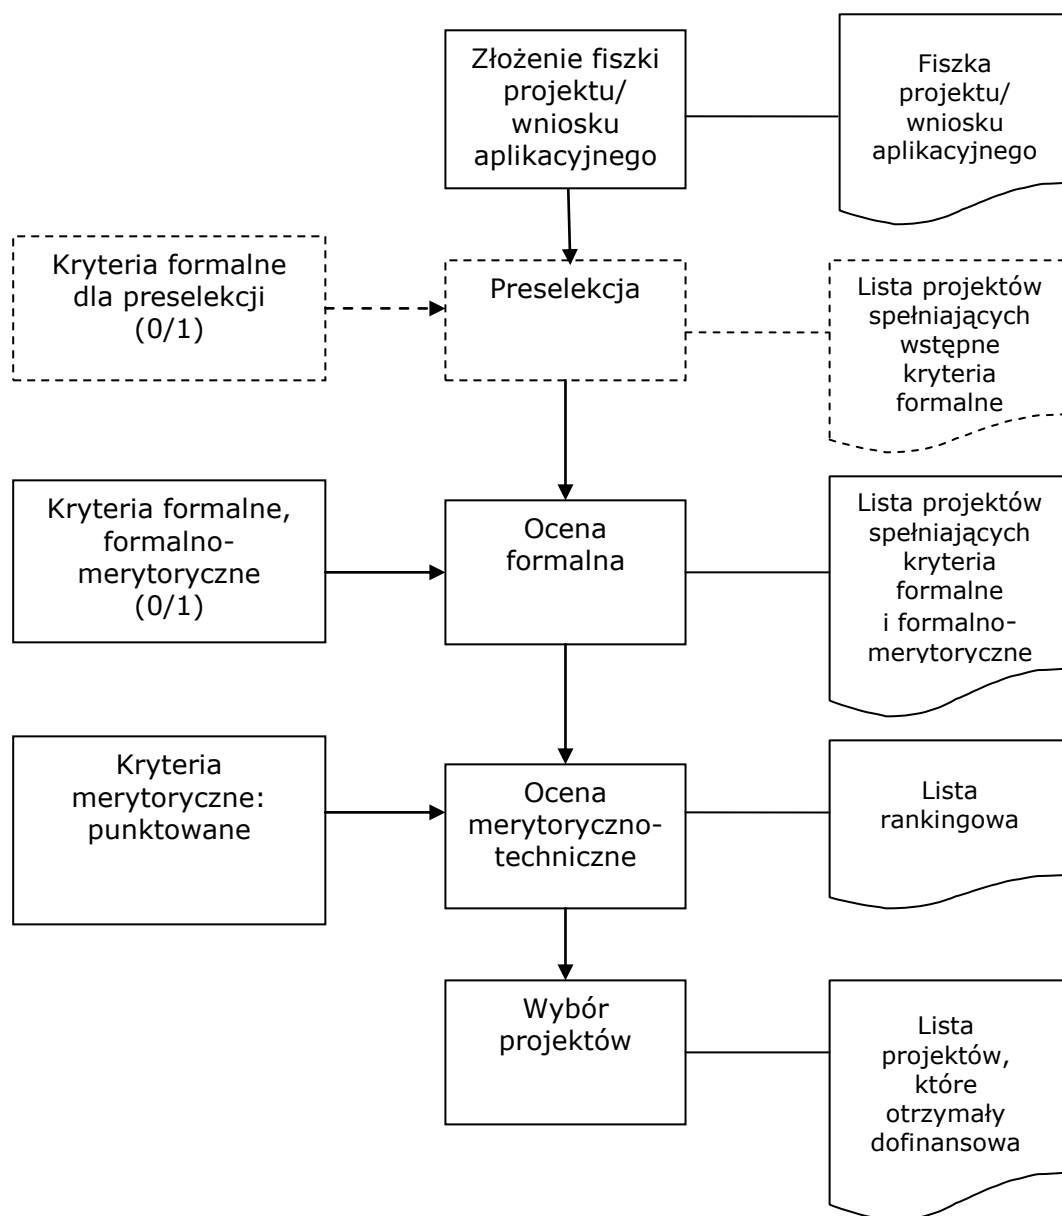 Złożenie fiszki
projektu/
wniosku
aplikacyjnego
Fiszka
projektu/
wniosku
aplikacyjnego
Kryteria formalne
dla preselekcji
(0/1)
Preselekcja
Lista projektów
spełniających
wstępne
kryteria
formalne
Kryteria formalne,
formalno-
merytoryczne
(0/1)
Ocena
formalna
Lista projektów
spełniających
kryteria
formalne
i formalno-
merytoryczne
Kryteria
merytoryczne:
punktowane
Ocena
merytoryczno-
techniczne
Lista
rankingowa
Wybór
projektów
Lista
projektów,
które
otrzymały
dofinansowa